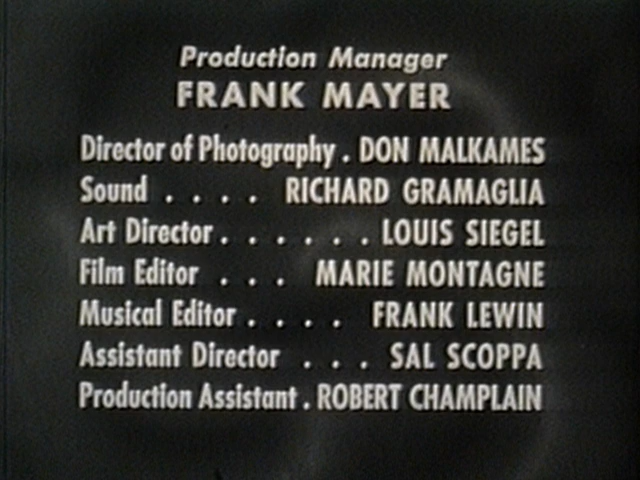 Production Manager
FRANK MAYER
Director of Photography . DON MALKAMES
Sound . . . . RICHARD GRAMAGLIA
Art Director . . . . . . LOUIS SIEGEL
Film Editor . . . MARIE MONTAGNE
Musical Editor . . . . FRANK LEWIN
Assistant Director . . . SAL SCOPPA
Production Assistant . ROBERT CHAMPLAIN